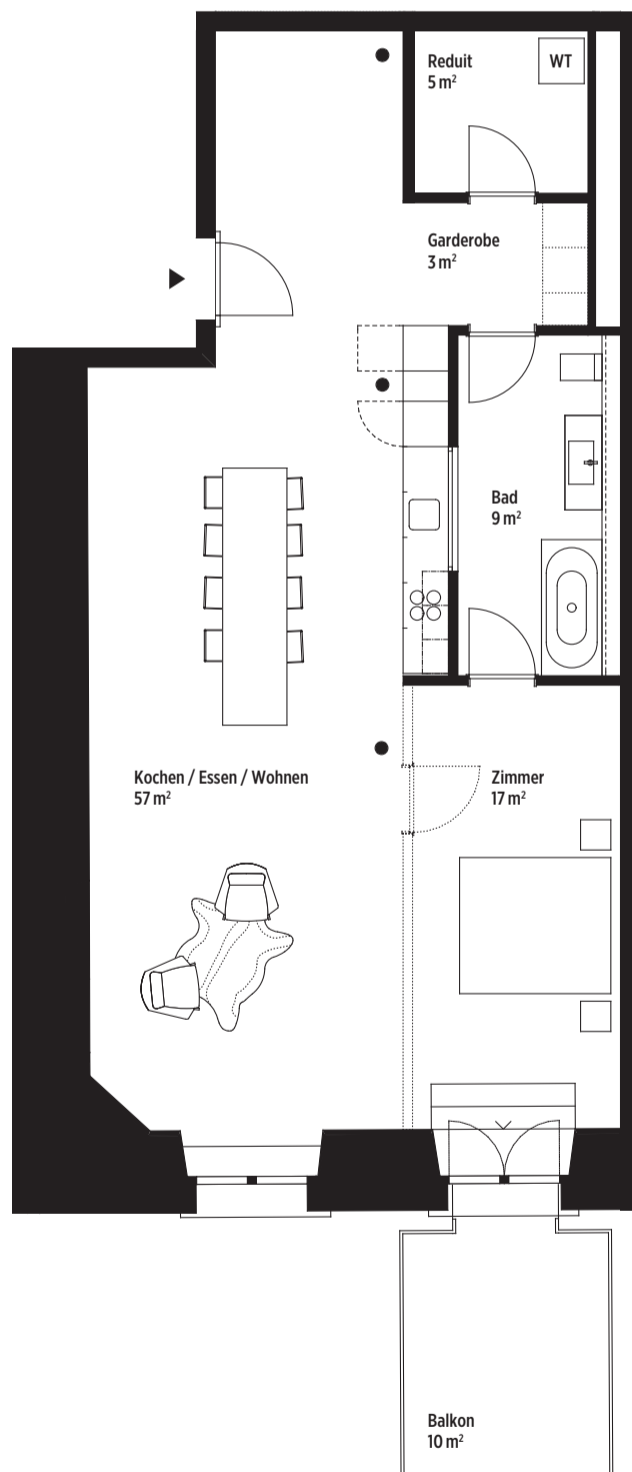 Reduit
5 m²
WT
Garderobe
3 m²
Bad
9 m²
Kochen / Essen / Wohnen
57 m²
Zimmer
17 m²
Balkon
10 m²